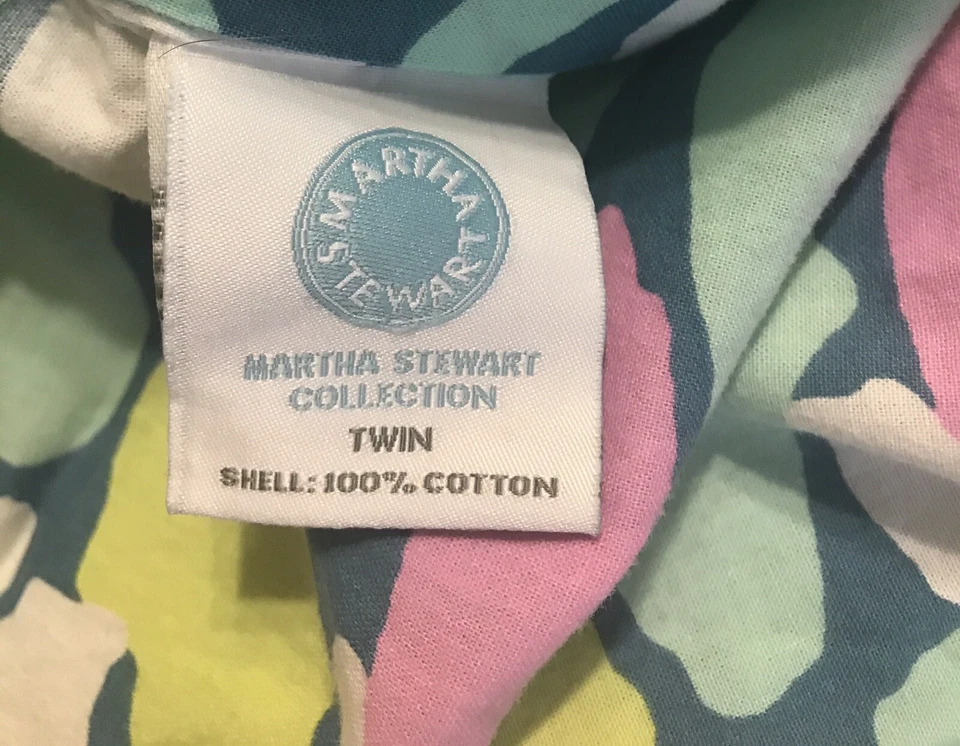 MARTHA
STEWART
MARTHA STEWART
COLLECTION
TWIN
SHELL: 100% COTTON